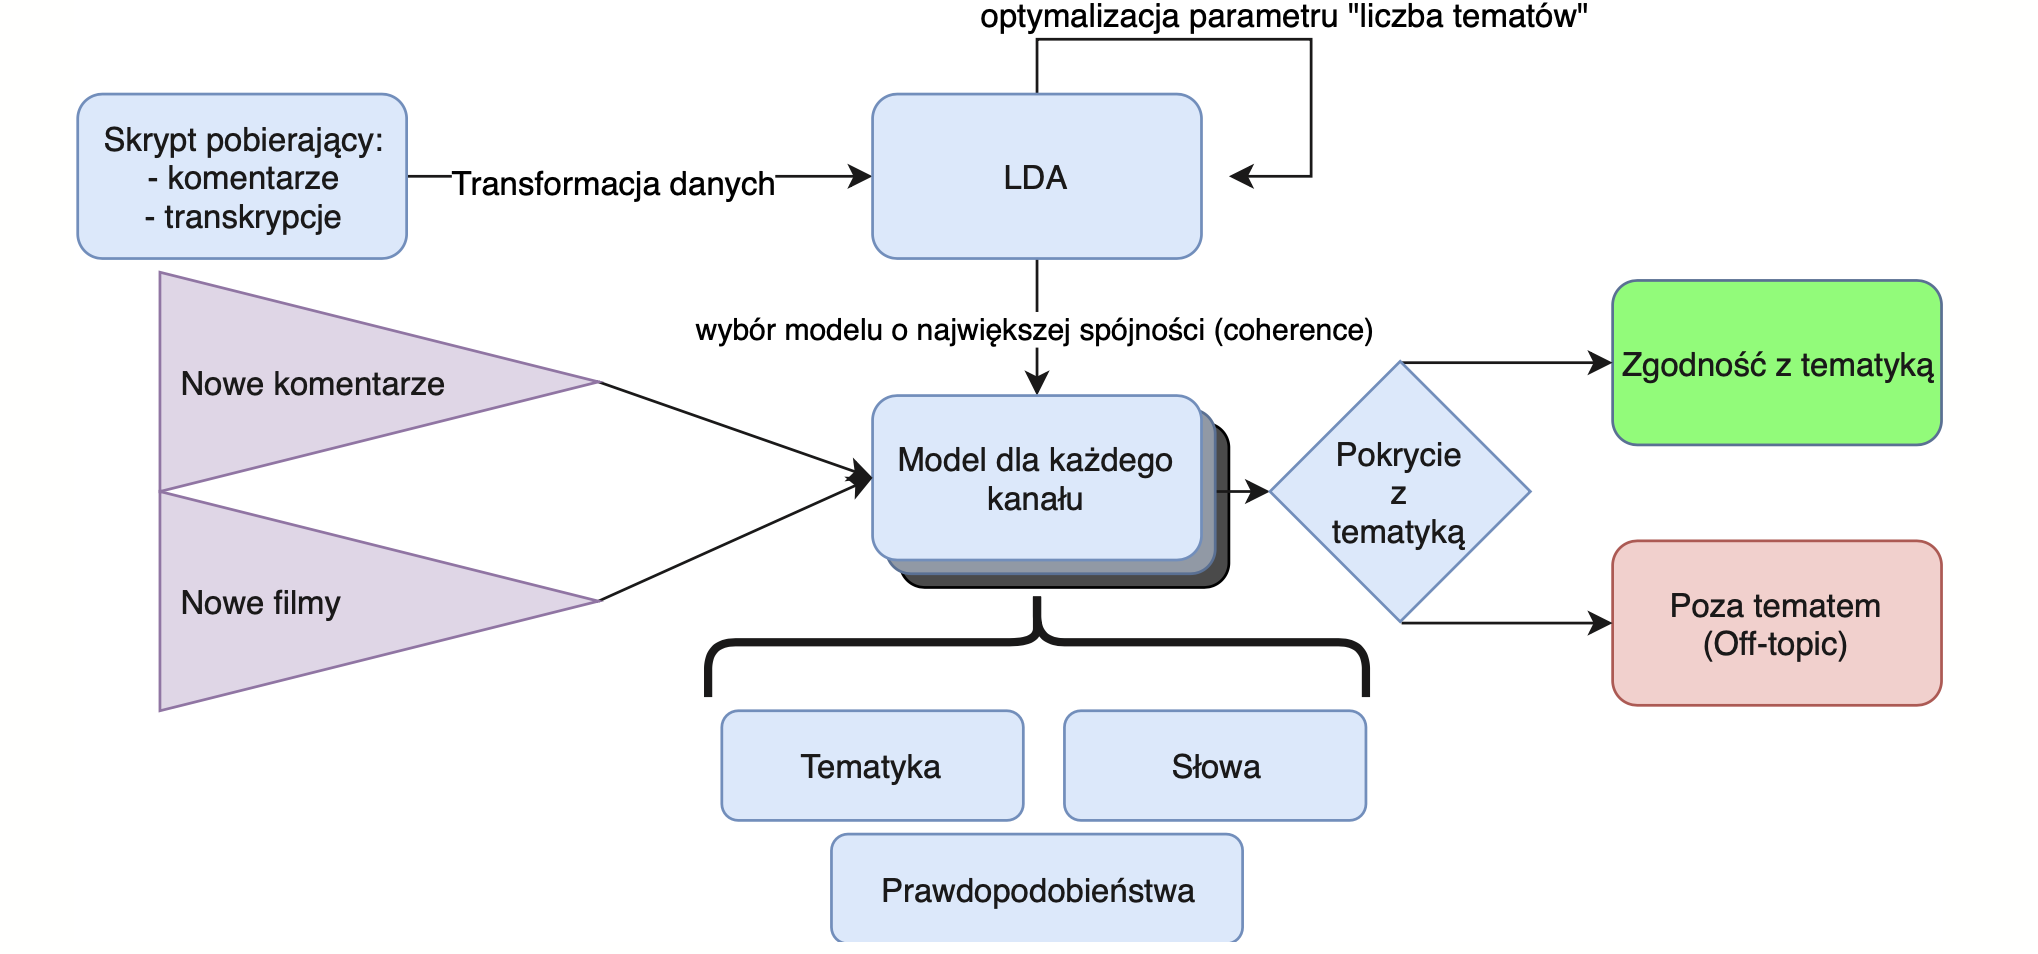 optymalizacja parametru "liczba tematów"
Skrypt pobierający:
- komentarze
- transkrypcje
Transformacja danych
LDA
wybór modelu o największej spójności (coherence)
Nowe komentarze
Nowe filmy
Model dla każdego
kanału
Pokrycie
z
tematyką
Zgodność z tematyką
Poza tematem
(Off-topic)
Tematyka
Słowa
Prawdopodobieństwa